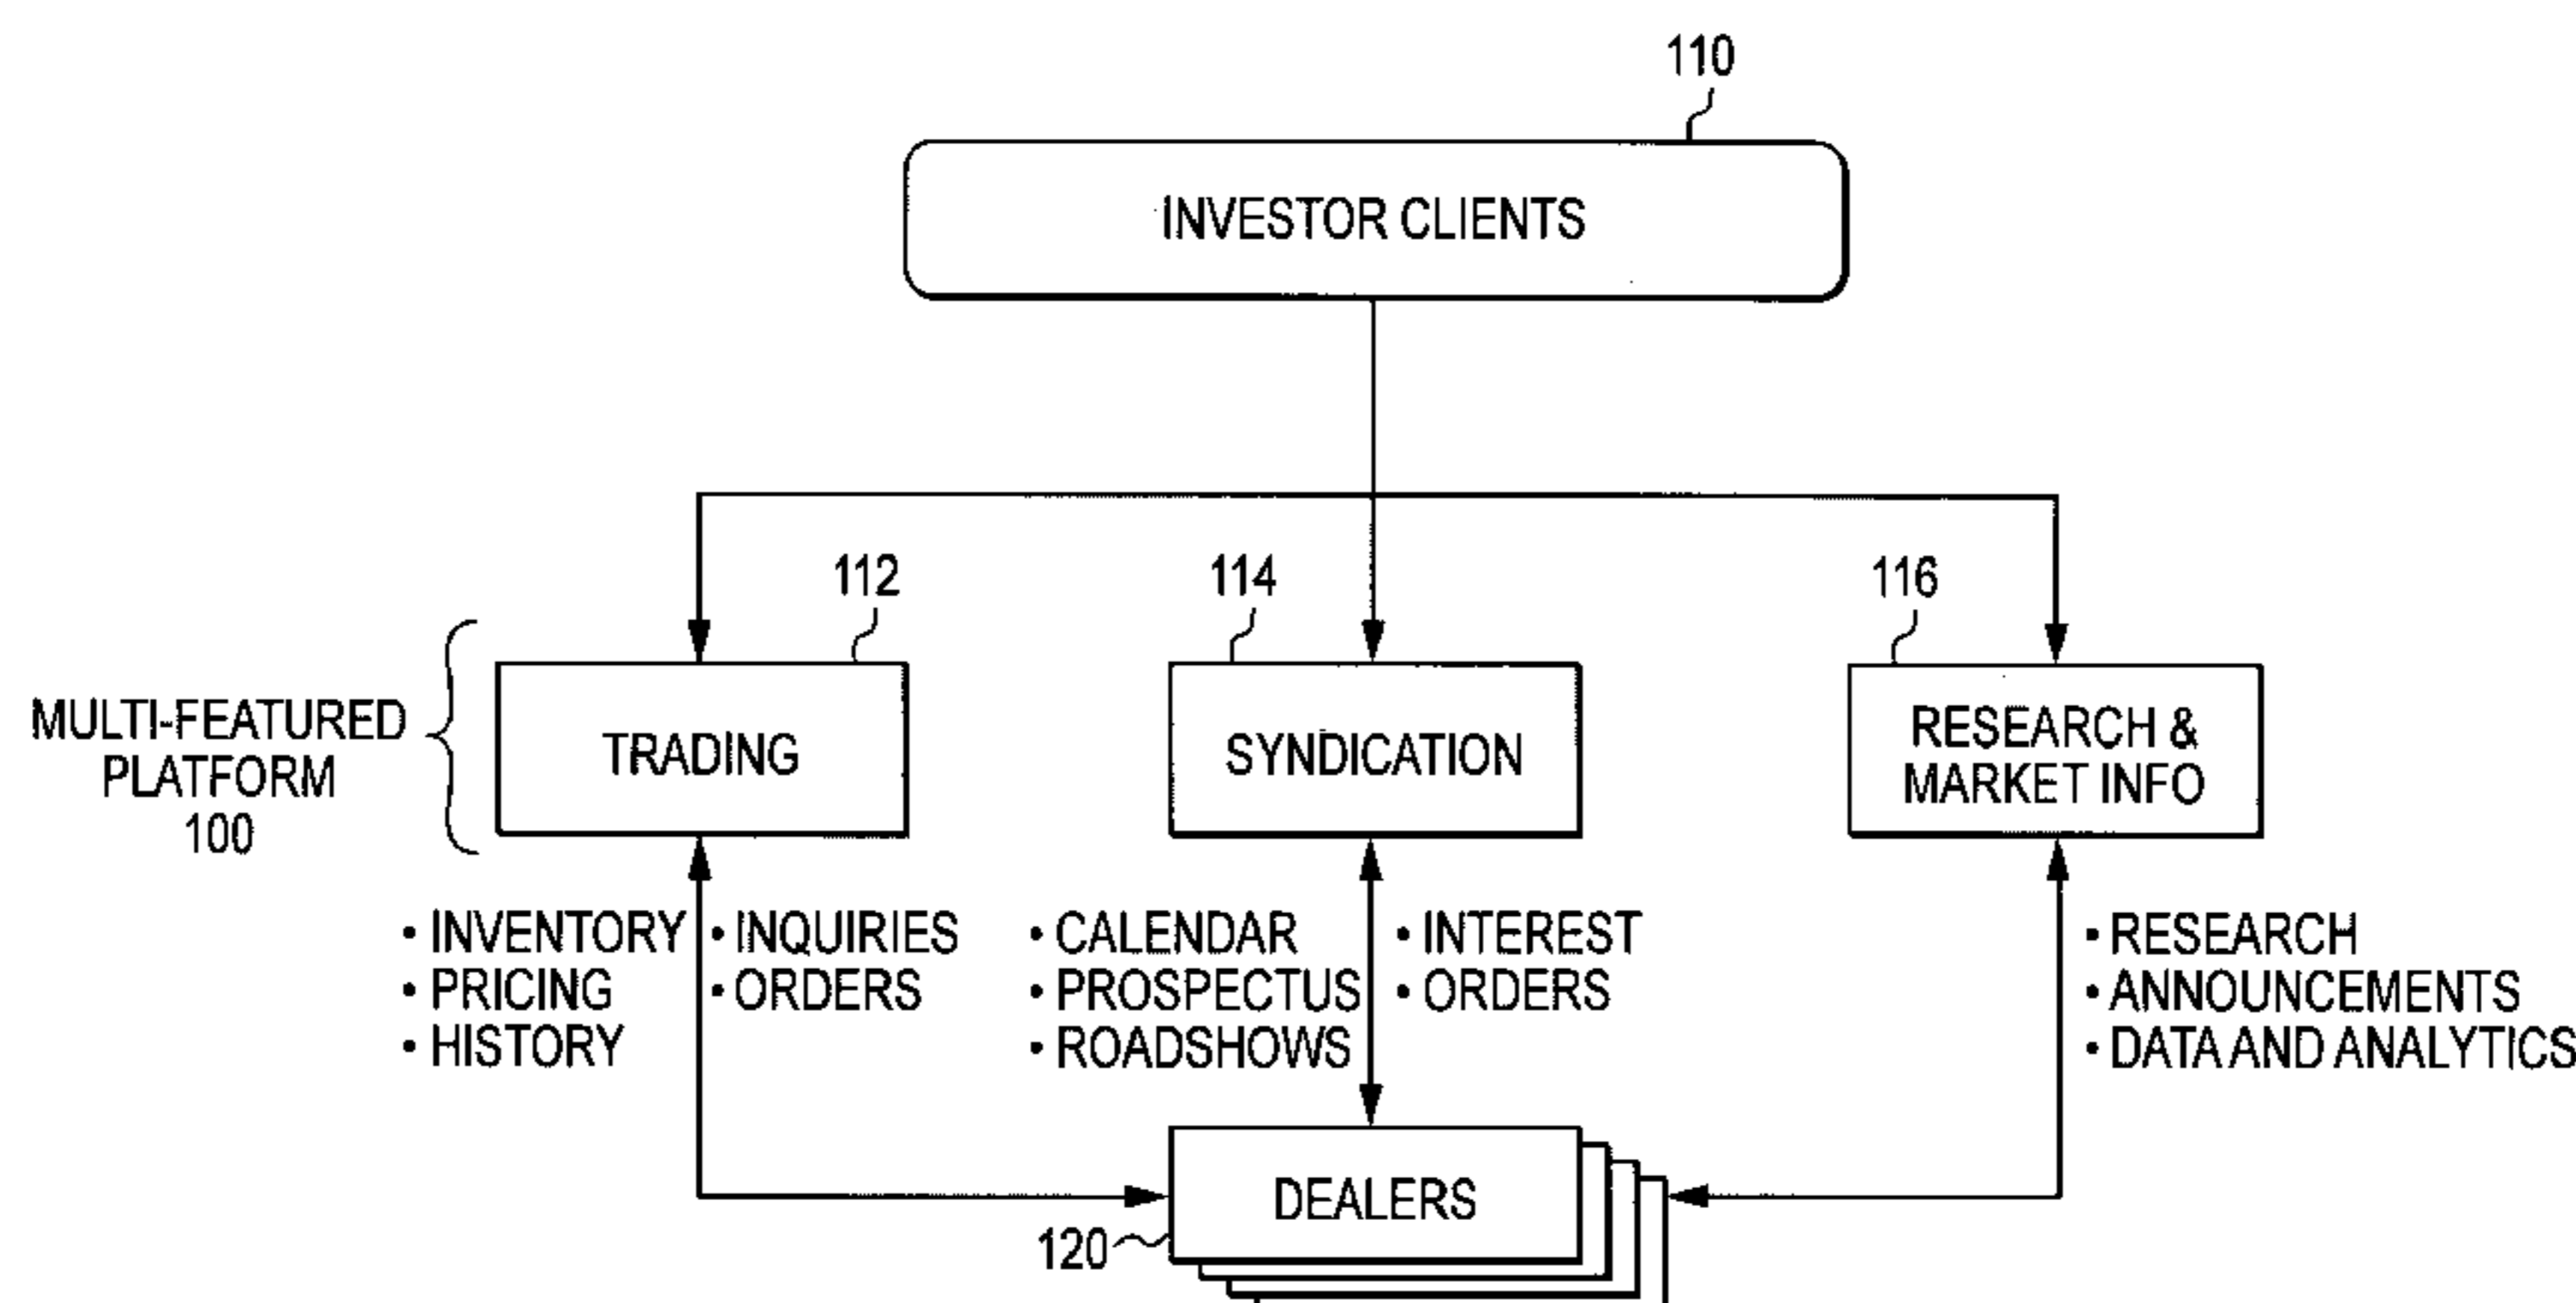 110
INVESTOR CLIENTS
112
114
116
MULTI-FEATURED
PLATFORM
100
TRADING
SYNDICATION
RESEARCH &
MARKET INFO
• INVENTORY
• PRICING
• HISTORY
• INQUIRIES
• ORDERS
• CALENDAR
• PROSPECTUS
• ROADSHOWS
• INTEREST
• ORDERS
• RESEARCH
• ANNOUNCEMENTS
• DATA AND ANALYTICS
DEALERS
120